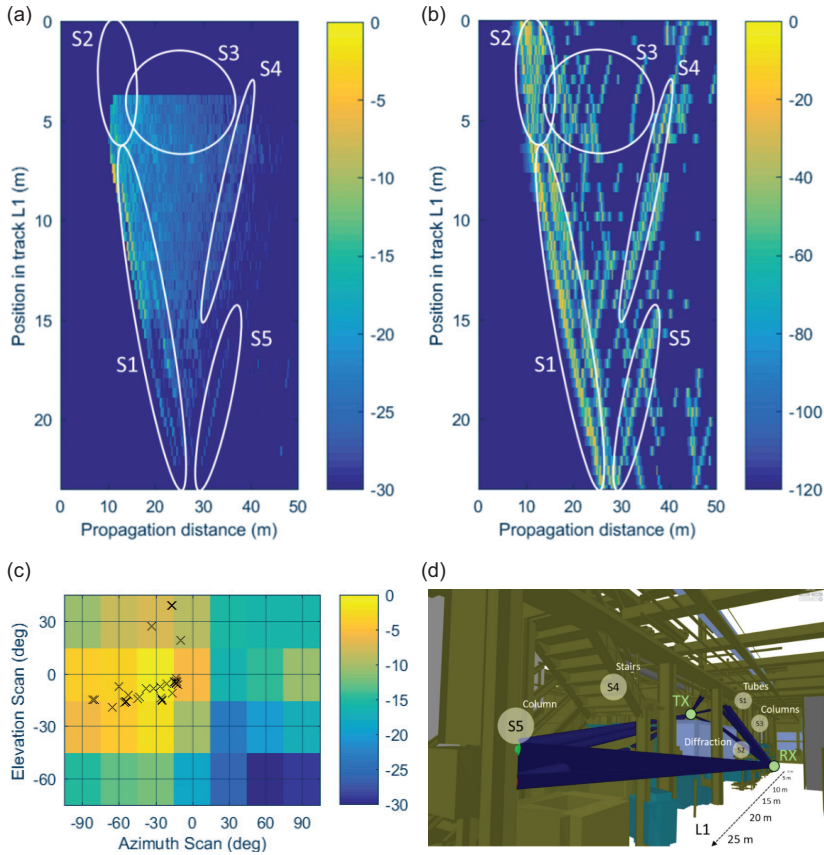 (a)
(b)
S2
S3
S4
S1
S5
0
5
10
15
20
Position in track L1 (m)
0 10 20 30 40 50
Propagation distance (m)
0
-5
-10
-15
-20
-25
-30
S2
S3
S4
S1
S5
0
5
10
15
20
Position in track L1 (m)
0 10 20 30 40 50
Propagation distance (m)
0
-20
-40
-60
-80
-100
-120
(c)
30
0
-30
-60
Elevation Scan (deg)
-90 -60 -30 0 30 60 90
Azimuth Scan (deg)
0
-5
-10
-15
-20
-25
-30
(d)
Stairs
S4
Column
S5
TX
Tubes
S1
Columns
S3
Diffraction
S2
RX
5 m
10 m
15 m
20 m
25 m
L1